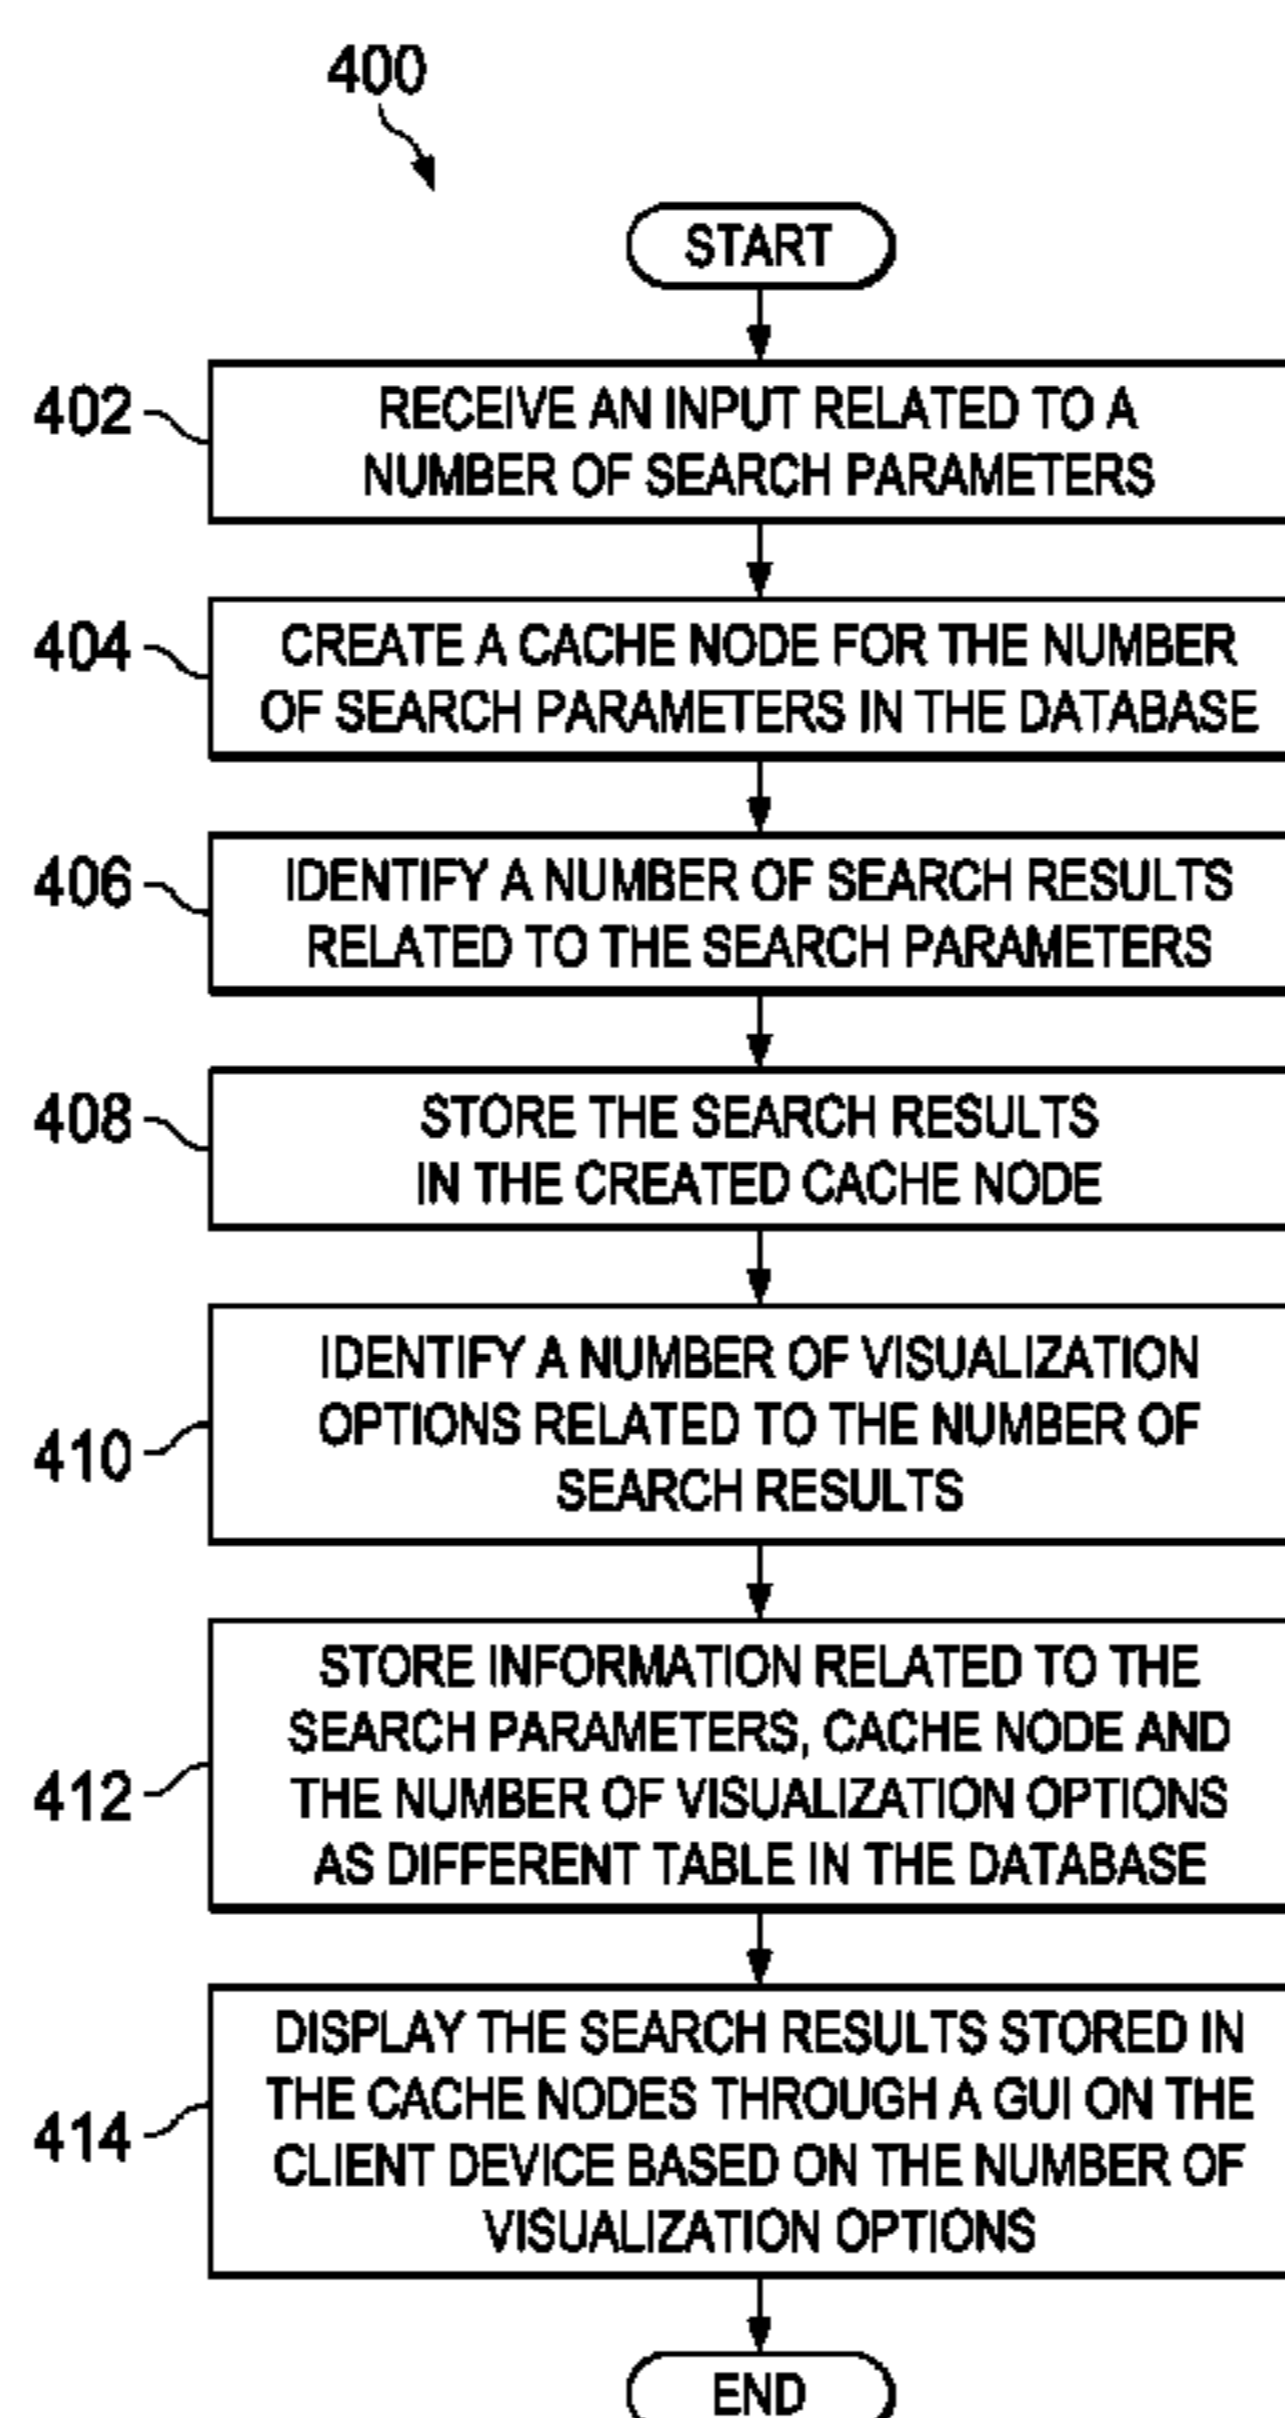 400
START
402
RECEIVE AN INPUT RELATED TO A
NUMBER OF SEARCH PARAMETERS
404
CREATE A CACHE NODE FOR THE NUMBER
OF SEARCH PARAMETERS IN THE DATABASE
406
IDENTIFY A NUMBER OF SEARCH RESULTS
RELATED TO THE SEARCH PARAMETERS
408
STORE THE SEARCH RESULTS
IN THE CREATED CACHE NODE
410
IDENTIFY A NUMBER OF VISUALIZATION
OPTIONS RELATED TO THE NUMBER OF
SEARCH RESULTS
412
STORE INFORMATION RELATED TO THE
SEARCH PARAMETERS, CACHE NODE AND
THE NUMBER OF VISUALIZATION OPTIONS
AS DIFFERENT TABLE IN THE DATABASE
414
DISPLAY THE SEARCH RESULTS STORED IN
THE CACHE NODES THROUGH A GUI ON THE
CLIENT DEVICE BASED ON THE NUMBER OF
VISUALIZATION OPTIONS
END